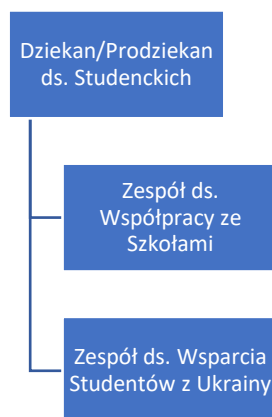 Dziekan/Prodziekan
ds. Studenckich
Zespół ds.
Współpracy ze
Szkołami
Zespół ds. Wsparcia
Studentów z Ukrainy